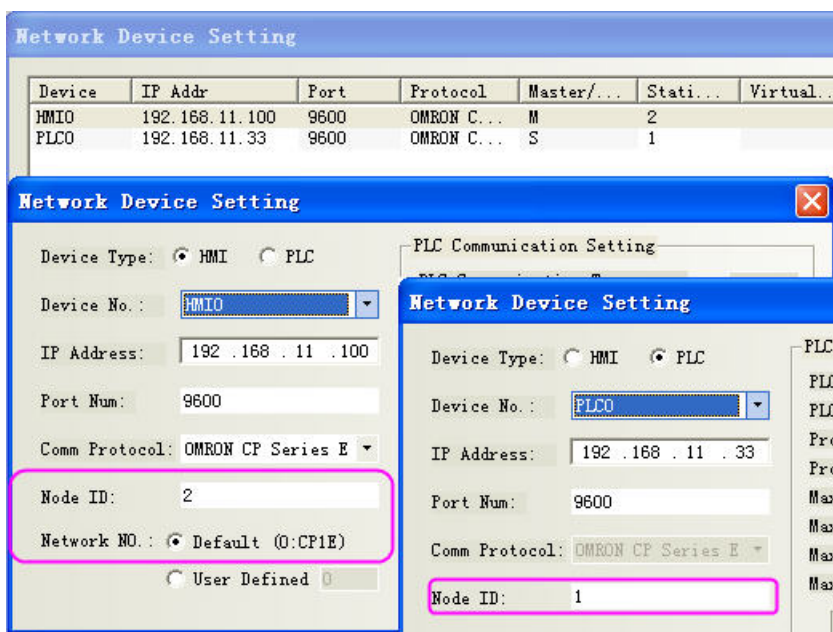 Network Device Setting
Device IP Addr Port Protocol Master/... Stati... Virtual...
HMI0 192.168.11.100 9600 OMRON C... M 2
PLC0 192.168.11.33 9600 OMRON C... S 1
Network Device Setting
Device Type: HMI PLC
PLC Communication Setting
Device No.: HMI0
IP Address: 192 .168 . 11 .100
Port Num: 9600
Comm Protocol: OMRON CP Series E
Node ID: 2
Network NO.: Default (0:CP1E)
User Defined 0
Network Device Setting
Device Type: HMI PLC
Device No.: PLC0
IP Address: 192 .168 . 11 . 33
Port Num: 9600
Comm Protocol: OMRON CP Series E
Node ID: 1
PLC